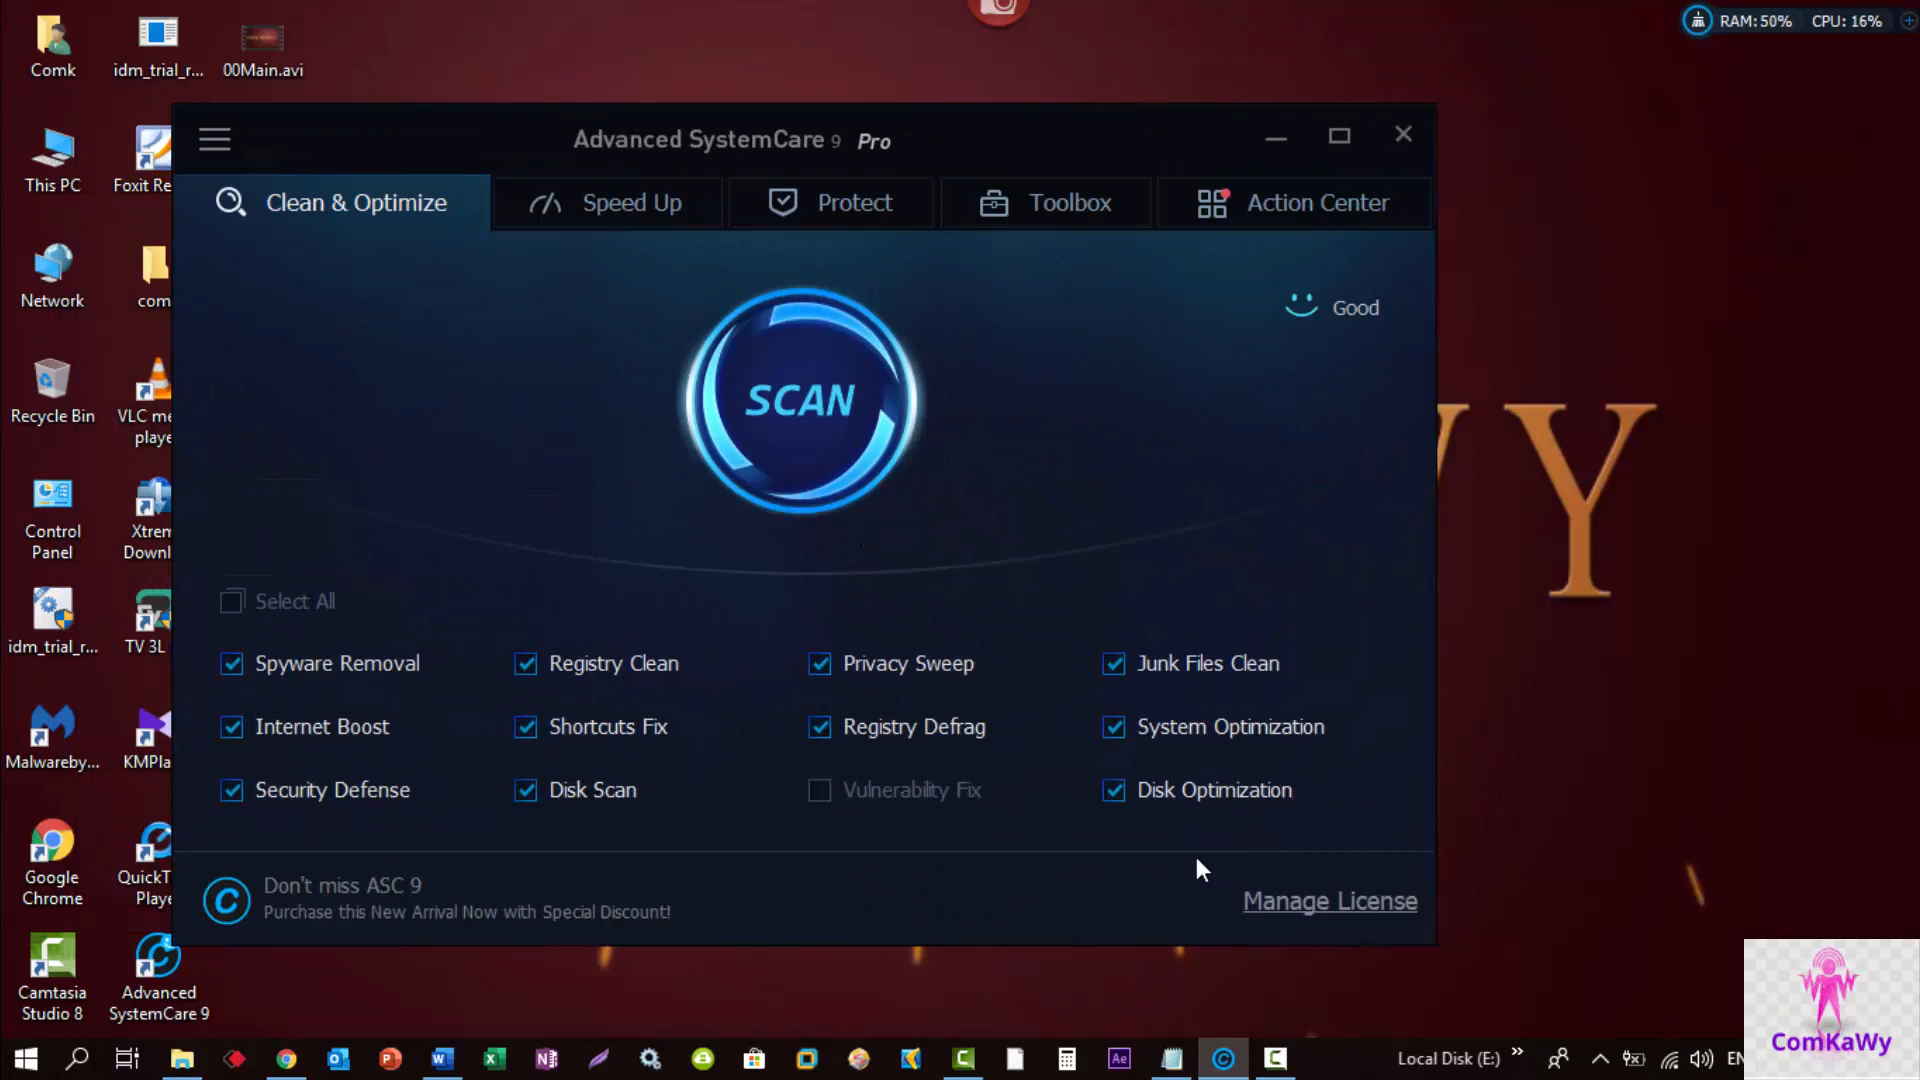 RAM: 50% CPU: 16%
Comk
idm_trial_r...
00Main.avi
This PC
Foxit Re
Network
com
Recycle Bin
VLC me
playe
Control
Panel
Xtrem
Downl
idm_trial_r...
TV 3L
Malwareby...
KMPla
Google
Chrome
QuickT
Playe
Camtasia
Studio 8
Advanced
SystemCare 9
Advanced SystemCare 9 Pro
Clean & Optimize
Speed Up
Protect
Toolbox
Action Center
Good
SCAN
Select All
Spyware Removal
Registry Clean
Privacy Sweep
Junk Files Clean
Internet Boost
Shortcuts Fix
Registry Defrag
System Optimization
Security Defense
Disk Scan
Vulnerability Fix
Disk Optimization
Don't miss ASC 9
Purchase this New Arrival Now with Special Discount!
Manage License
Y
Local Disk (E:) »
EN
Ae
ComKaWy